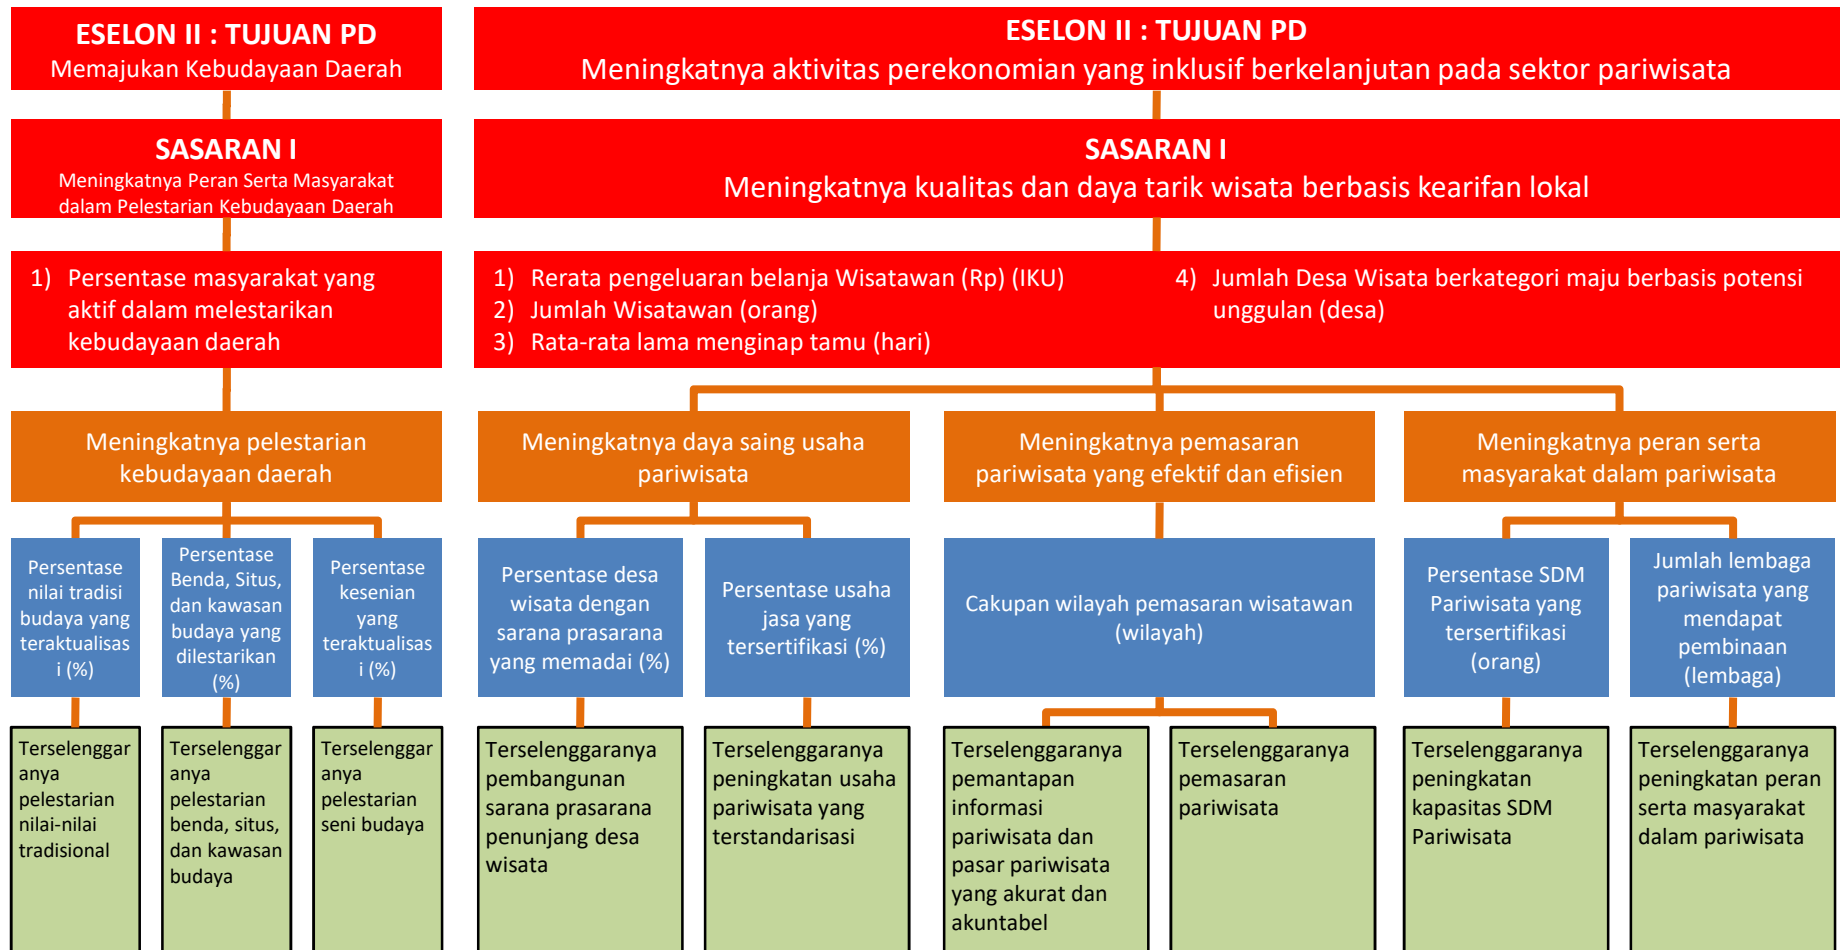 ESELON II : TUJUAN PD
Memajukan Kebudayaan Daerah
ESELON II : TUJUAN PD
Meningkatnya aktivitas perekonomian yang inklusif berkelanjutan pada sektor pariwisata
SASARAN I
Meningkatnya Peran Serta Masyarakat
dalam Pelestarian Kebudayaan Daerah
SASARAN I
Meningkatnya kualitas dan daya tarik wisata berbasis kearifan lokal
1) Persentase masyarakat yang
aktif dalam melestarikan
kebudayaan daerah
1) Rerata pengeluaran belanja Wisatawan (Rp) (IKU)
2) Jumlah Wisatawan (orang)
3) Rata-rata lama menginap tamu (hari)
4) Jumlah Desa Wisata berkategori maju berbasis potensi
unggulan (desa)
Meningkatnya pelestarian
kebudayaan daerah
Meningkatnya daya saing usaha
pariwisata
Meningkatnya pemasaran
pariwisata yang efektif dan efisien
Meningkatnya peran serta
masyarakat dalam pariwisata
Persentase
nilai tradisi
budaya yang
teraktualisas
i (%)
Persentase
Benda, Situs,
dan kawasan
budaya yang
dilestarikan
(%)
Persentase
kesenian
yang
teraktualisas
i (%)
Persentase desa
wisata dengan
sarana prasarana
yang memadai (%)
Persentase usaha
jasa yang
tersertifikasi (%)
Cakupan wilayah pemasaran wisatawan
(wilayah)
Persentase SDM
Pariwisata yang
tersertifikasi
(orang)
Jumlah lembaga
pariwisata yang
mendapat
pembinaan
(lembaga)
Terselenggar
anya
pelestarian
nilai-nilai
tradisional
Terselenggar
anya
pelestarian
benda, situs,
dan kawasan
budaya
Terselenggar
anya
pelestarian
seni budaya
Terselenggaranya
pembangunan
sarana prasarana
penunjang desa
wisata
Terselenggaranya
peningkatan usaha
pariwisata yang
terstandarisasi
Terselenggaranya
pemantapan
informasi
pariwisata dan
pasar pariwisata
yang akurat dan
akuntabel
Terselenggaranya
pemasaran
pariwisata
Terselenggaranya
peningkatan
kapasitas SDM
Pariwisata
Terselenggaranya
peningkatan peran
serta masyarakat
dalam pariwisata